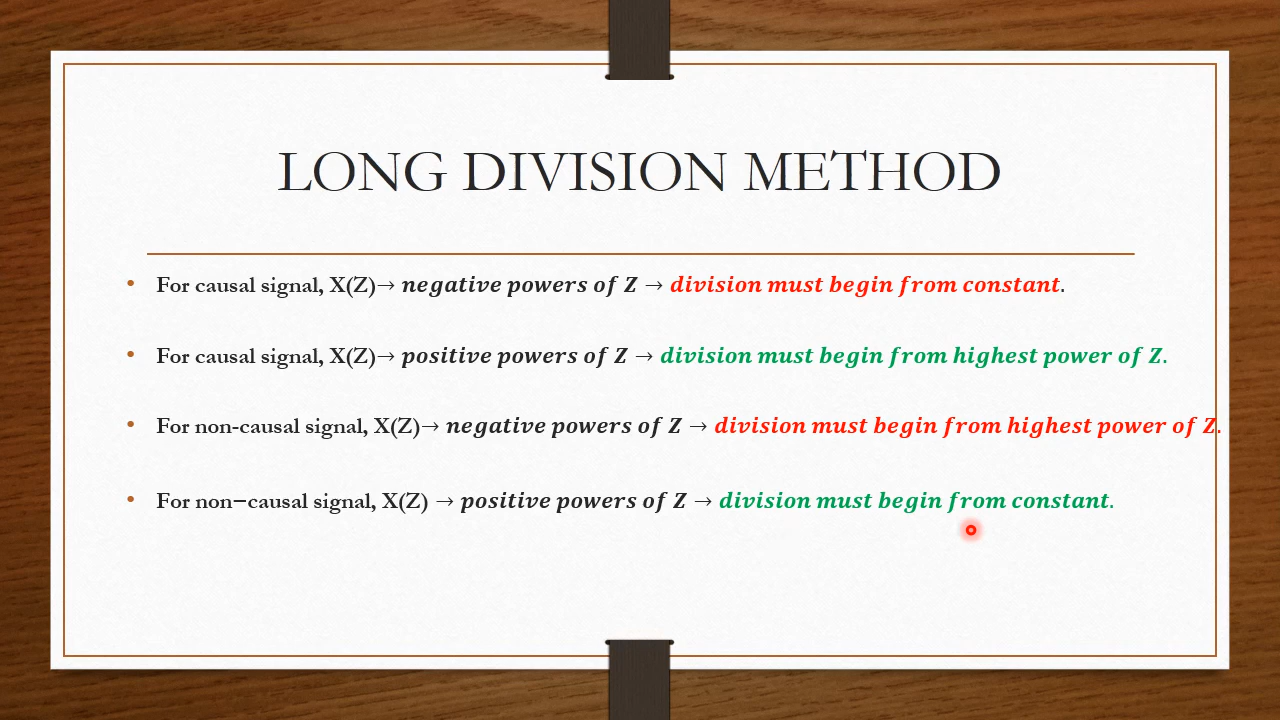 LONG DIVISION METHOD
• For causal signal, X(Z)→ negative powers of Z → division must begin from constant.
• For causal signal, X(Z)→ positive powers of Z → division must begin from highest power of Z.
• For non-causal signal, X(Z)→ negative powers of Z → division must begin from highest power of Z.
• For non−causal signal, X(Z) → positive powers of Z → division must begin from constant.